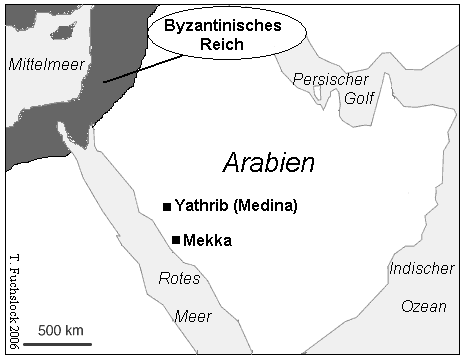 Byzantinisches
Reich
Mittelmeer
Persischer
Golf
Arabien
Yathrib (Medina)
Mekka
Rotes
Meer
Indischer
Ozean
T. Fuchslock 2006
500 km